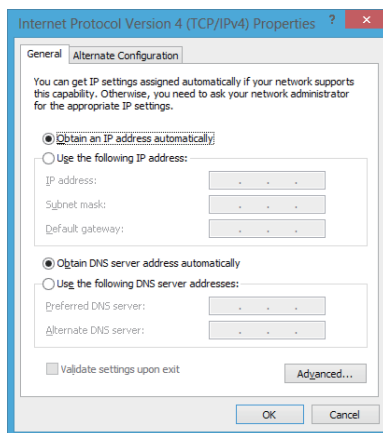 Internet Protocol Version 4 (TCP/IPv4) Properties ? ×
General Alternate Configuration
You can get IP settings assigned automatically if your network supports
this capability. Otherwise, you need to ask your network administrator
for the appropriate IP settings.
Obtain an IP address automatically
Use the following IP address:
IP address: . . .
Subnet mask: . . .
Default gateway: . . .
Obtain DNS server address automatically
Use the following DNS server addresses:
Preferred DNS server: . . .
Alternate DNS server: . . .
Validate settings upon exit
Advanced...
OK Cancel